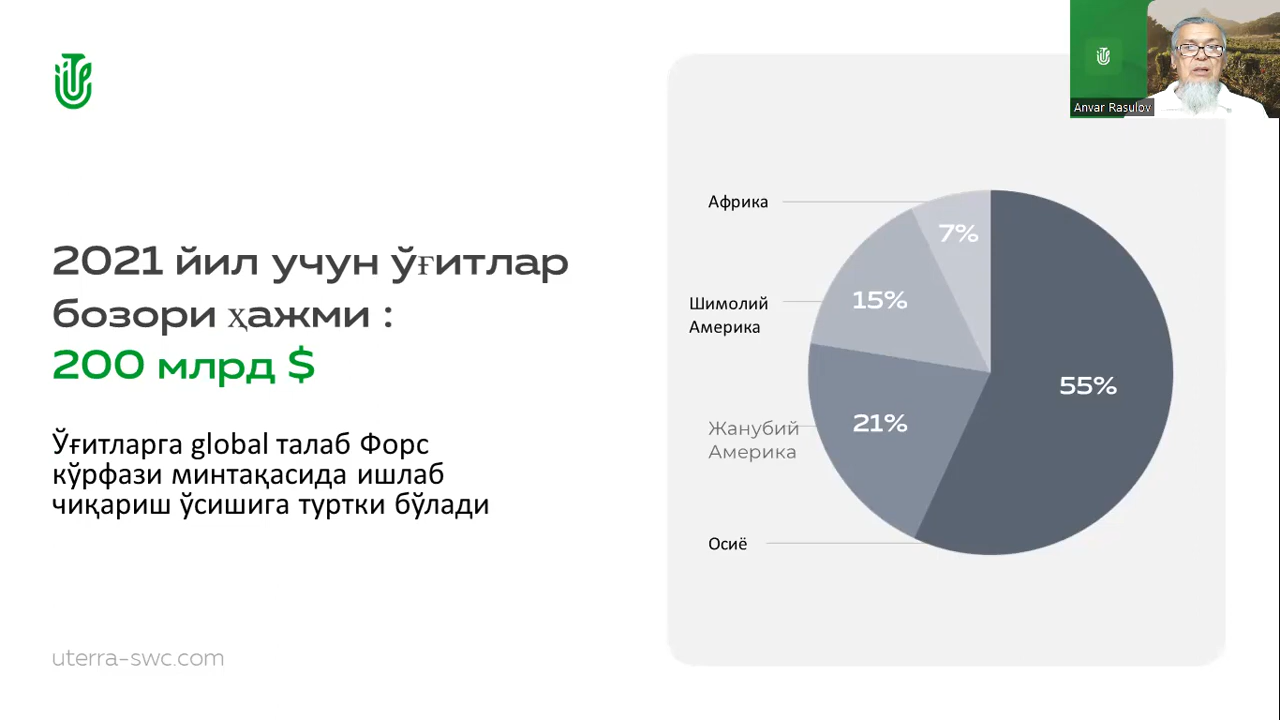 2021 йил учун ўғитлар
бозори ҳажми :
200 млрд $
Ўғитларга global талаб Форс
кўрфази минтақасида ишлаб
чиқариш ўсишига туртки бўлади
uterra-swc.com
Африка
7%
Шимолий
Америка
15%
Жанубий
Америка
21%
Осиё
55%
Anvar Rasulov